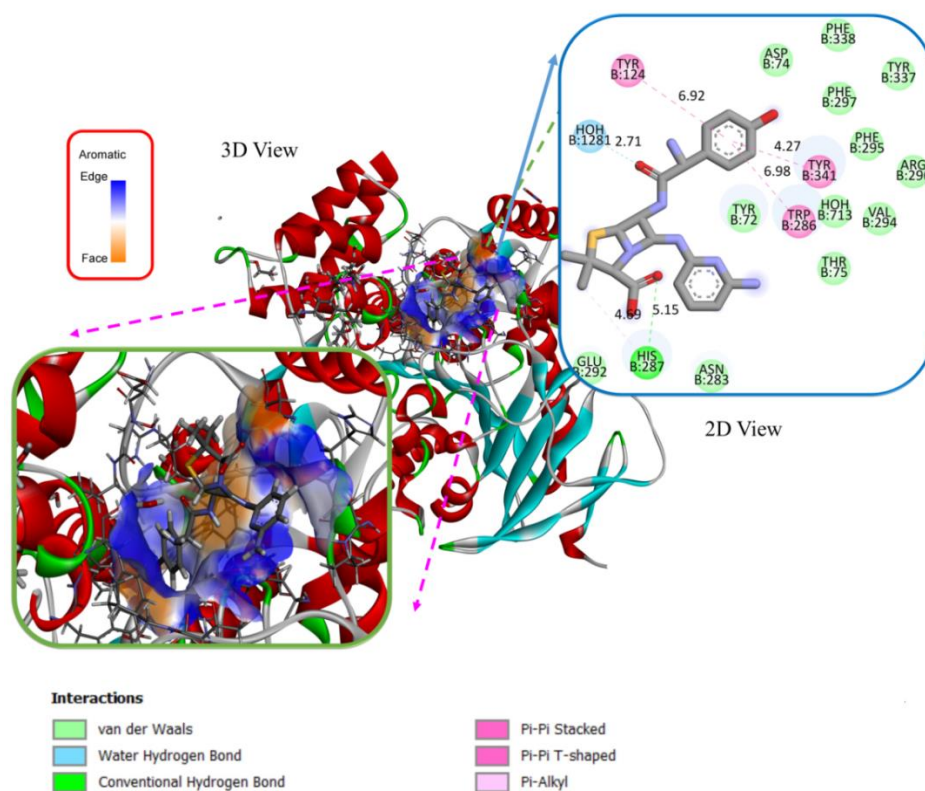 PHE
B:338
ASP
B:74
TYR
B:124
TYR
B:337
PHE
B:297
6.92
Aromatic
Edge
Face
3D View
HOH
B:1281
2.71
4.27
PHE
B:295
6.98
TYR
B:341
ARG
TYR
B:72
HOH
B:713
TRP
B:286
VAL
B:294
THR
B:75
4.69
5.15
GLU
B:292
HIS
B:287
ASN
B:283
2D View
Interactions
van der Waals
Water Hydrogen Bond
Conventional Hydrogen Bond
Pi-Pi Stacked
Pi-Pi T-shaped
Pi-Alkyl